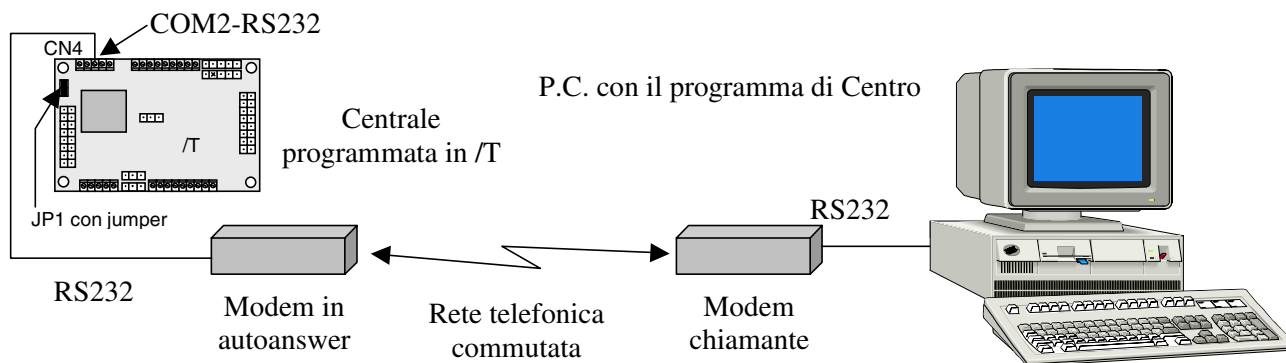 COM2-RS232
CN4
P.C. con il programma di Centro
Centrale
programmata in /T
/T
JP1 con jumper
RS232
RS232
Modem in
autoanswer
Rete telefonica
commutata
Modem
chiamante